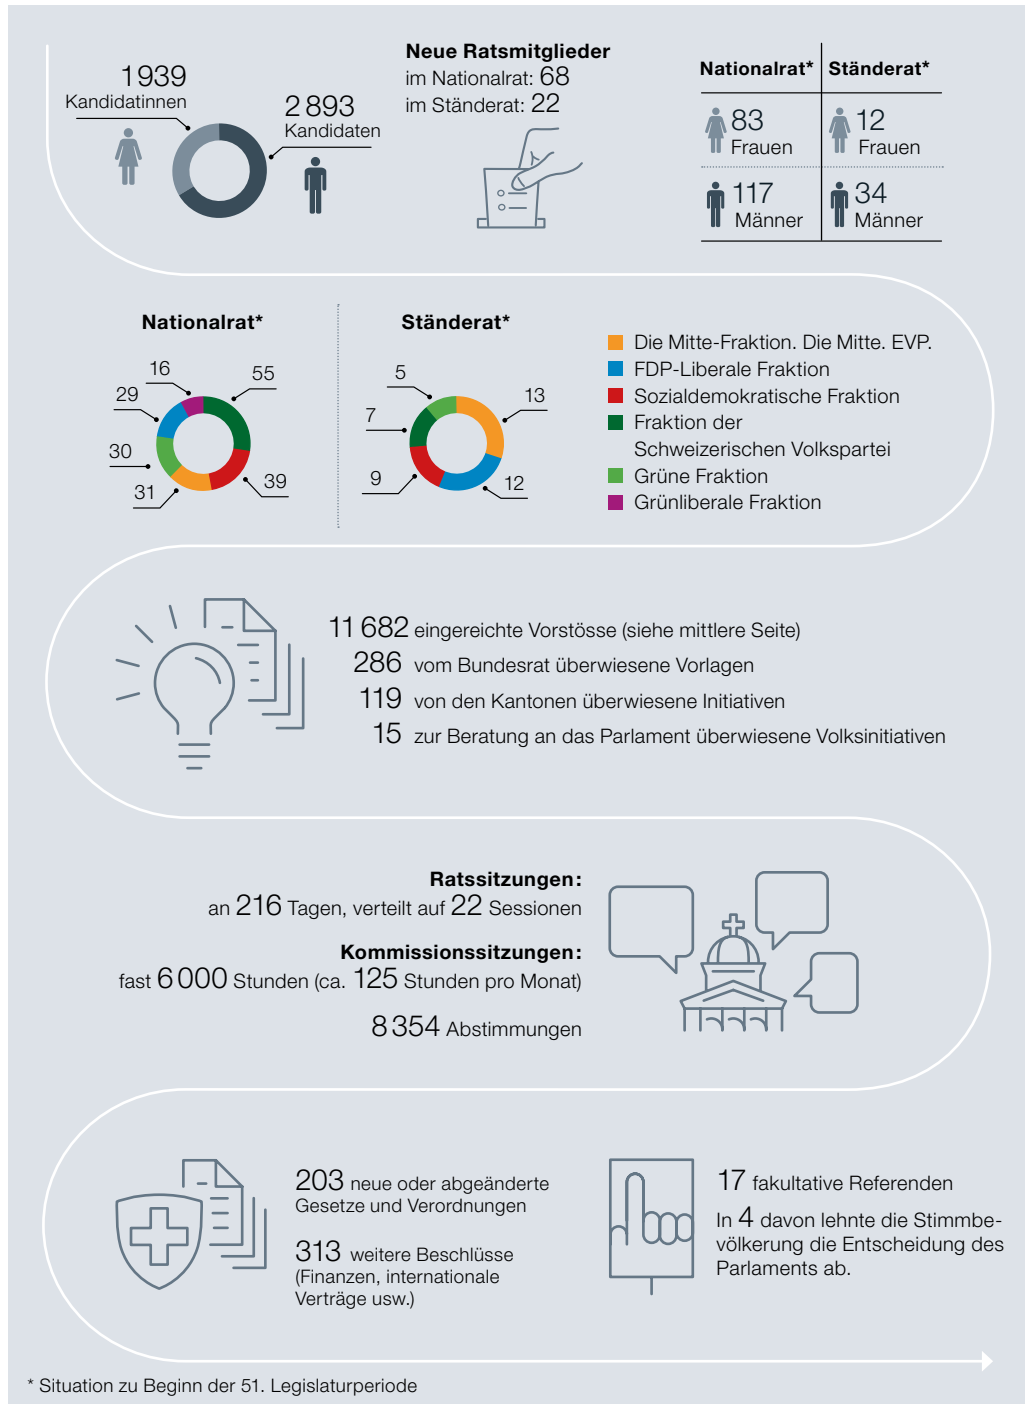 1939
Kandidatinnen
2893
Kandidaten
Neue Ratsmitglieder
im Nationalrat: 68
im Ständerat: 22
Nationalrat* Ständerat*
83 12
Frauen Frauen
117 34
Männer Männer
Nationalrat*
16
55
29
30
31
39
Ständerat*
5
13
7
9
12
Die Mitte-Fraktion. Die Mitte. EVP.
FDP-Liberale Fraktion
Sozialdemokratische Fraktion
Fraktion der
Schweizerischen Volkspartei
Grüne Fraktion
Grünliberale Fraktion
11 682 eingereichte Vorstösse (siehe mittlere Seite)
286 vom Bundesrat überwiesene Vorlagen
119 von den Kantonen überwiesene Initiativen
15 zur Beratung an das Parlament überwiesene Volksinitiativen
Ratssitzungen:
an 216 Tagen, verteilt auf 22 Sessionen
Kommissionssitzungen:
fast 6000 Stunden (ca. 125 Stunden pro Monat)
8354 Abstimmungen
203 neue oder abgeänderte
Gesetze und Verordnungen
313 weitere Beschlüsse
(Finanzen, internationale
Verträge usw.)
17 fakultative Referenden
In 4 davon lehnte die Stimmbe-
völkerung die Entscheidung des
Parlaments ab.
* Situation zu Beginn der 51. Legislaturperiode